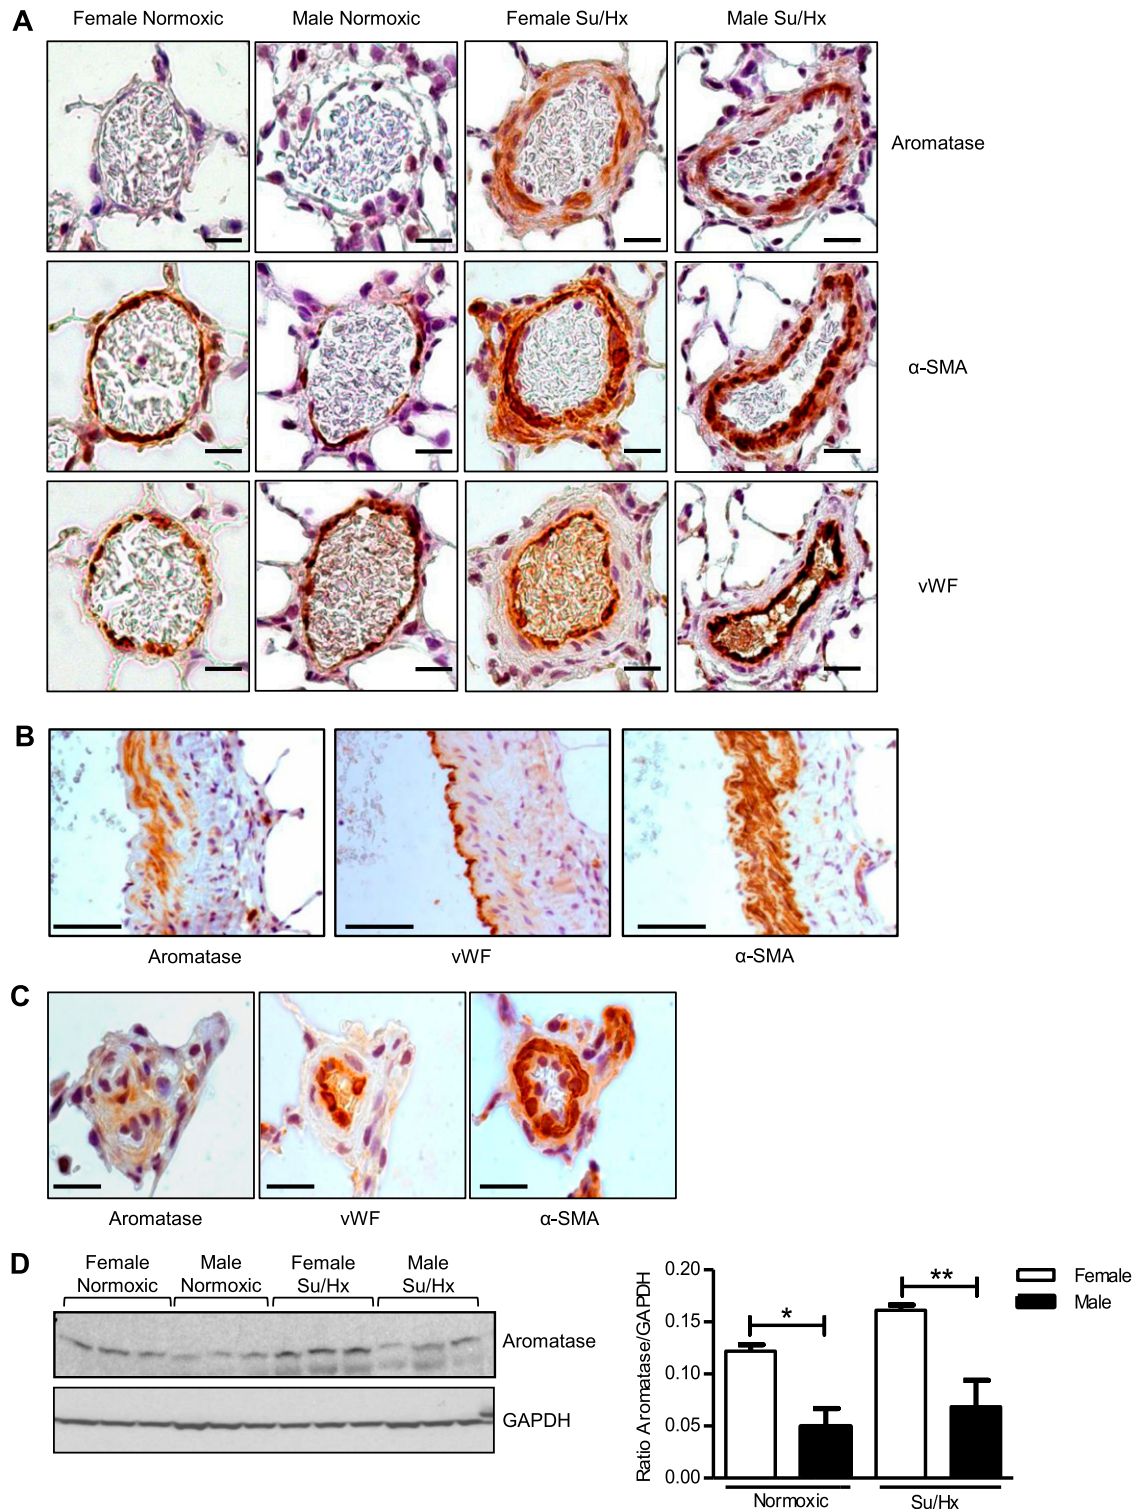 A
Female Normoxic
Male Normoxic
Female Su/Hx
Male Su/Hx
Aromatase
α-SMA
vWF
B
Aromatase
vWF
α-SMA
C
Aromatase
vWF
α-SMA
D
Female
Normoxic
Male
Normoxic
Female
Su/Hx
Male
Su/Hx
Aromatase
GAPDH
Ratio Aromatase/GAPDH
0.20
0.15
0.10
0.05
0.00
*
**
Female
Male
Normoxic
Su/Hx